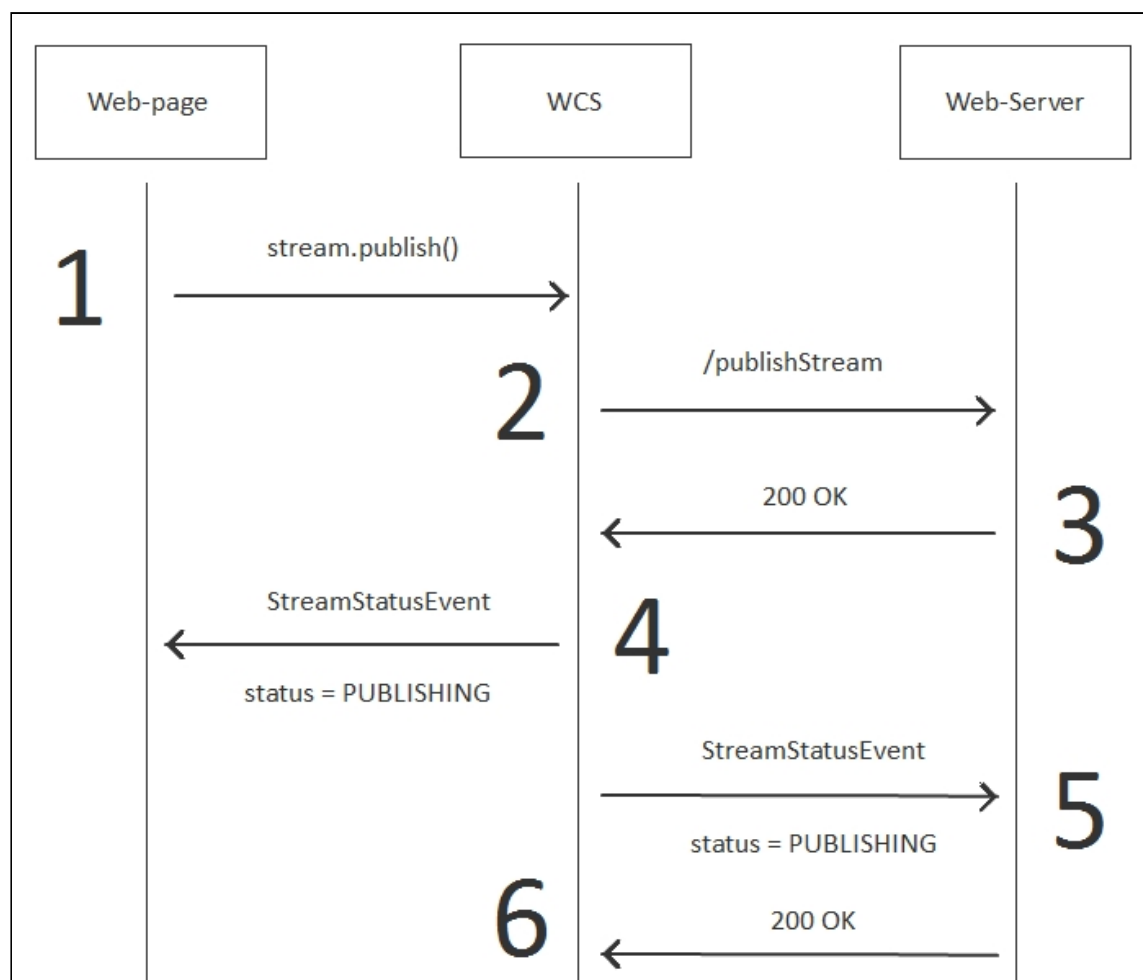 Web-page
WCS
Web-Server
1
stream.publish()
2
/publishStream
200 OK
3
StreamStatusEvent
4
status = PUBLISHING
StreamStatusEvent
5
status = PUBLISHING
6
200 OK